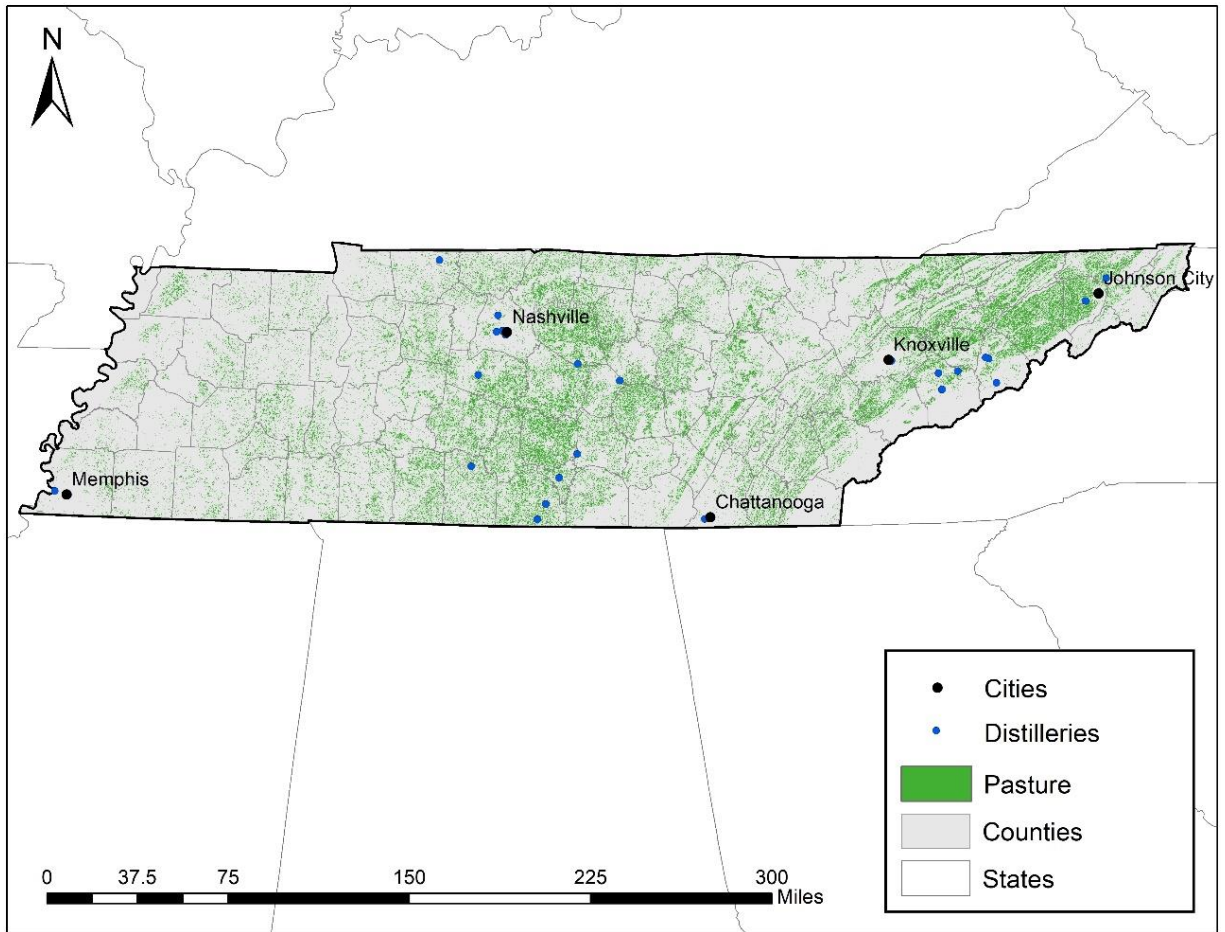 N
Johnson City
Nashville
Knoxville
Memphis
Chattanooga
Cities
Distilleries
Pasture
Counties
States
0 37.5 75 150 225 300
Miles